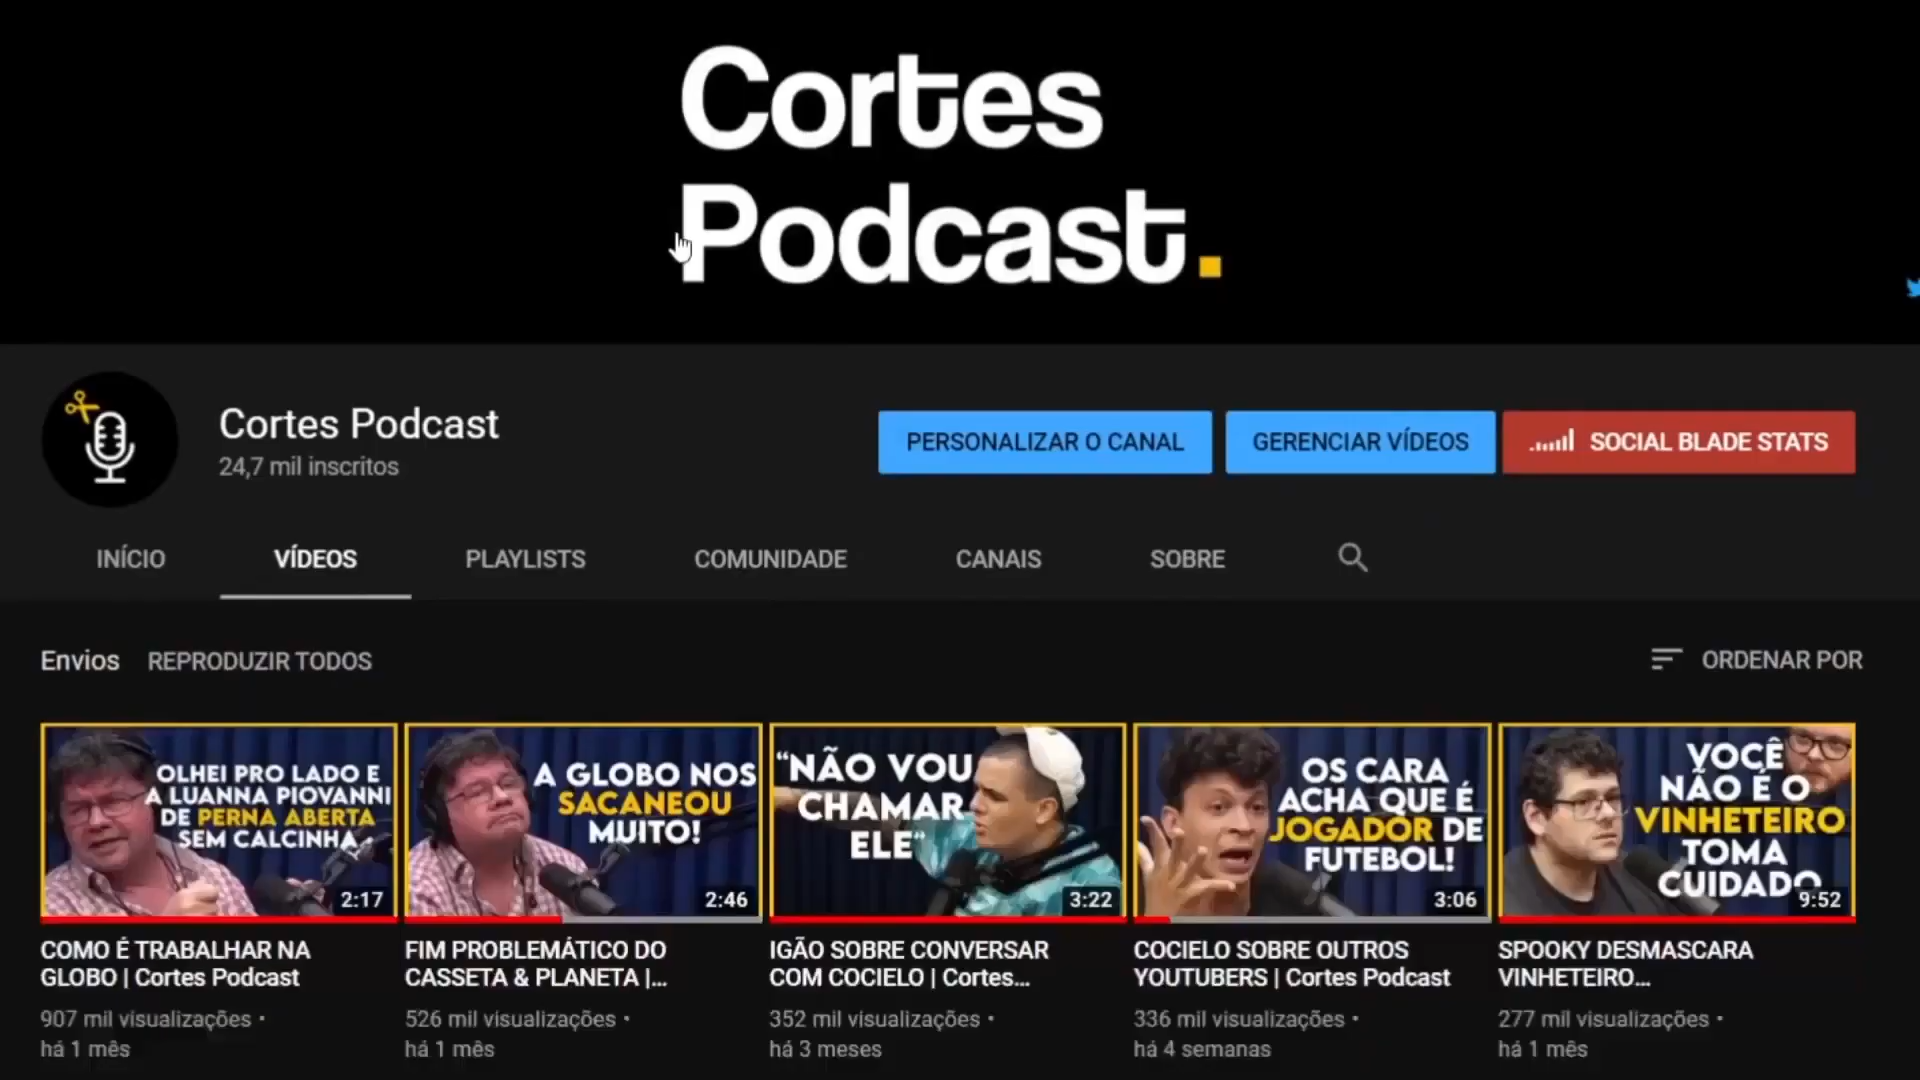 Cortes
Podcast.
Cortes Podcast
24,7 mil inscritos
PERSONALIZAR O CANAL
GERENCIAR VÍDEOS
SOCIAL BLADE STATS
INÍCIO
VÍDEOS
PLAYLISTS
COMUNIDADE
CANAIS
SOBRE
Envios
REPRODUZIR TODOS
ORDENAR POR
OLHEI PRO LADO E
A LUANNA PIOVANNI
DE PERNA ABERTA
SEM CALCINHA
2:17
A GLOBO NOS
SACANEOU
MUITO!
2:46
“NÃO VOU
CHAMAR
ELE“
3:22
OS CARA
ACHA QUE É
JOGADOR DE
FUTEBOL!
3:06
VOCÊ
NÃO É O
VINHETEIRO
TOMA
CUIDADO
9:52
COMO É TRABALHAR NA
GLOBO | Cortes Podcast
907 mil visualizações •
há 1 mês
FIM PROBLEMÁTICO DO
CASSETA & PLANETA |...
526 mil visualizações •
há 1 mês
IGÃO SOBRE CONVERSAR
COM COCIELO | Cortes...
352 mil visualizações •
há 3 meses
COCIELO SOBRE OUTROS
YOUTUBERS | Cortes Podcast
336 mil visualizações •
há 4 semanas
SPOOKY DESMASCARA
VINHETEIRO...
277 mil visualizações •
há 1 mês